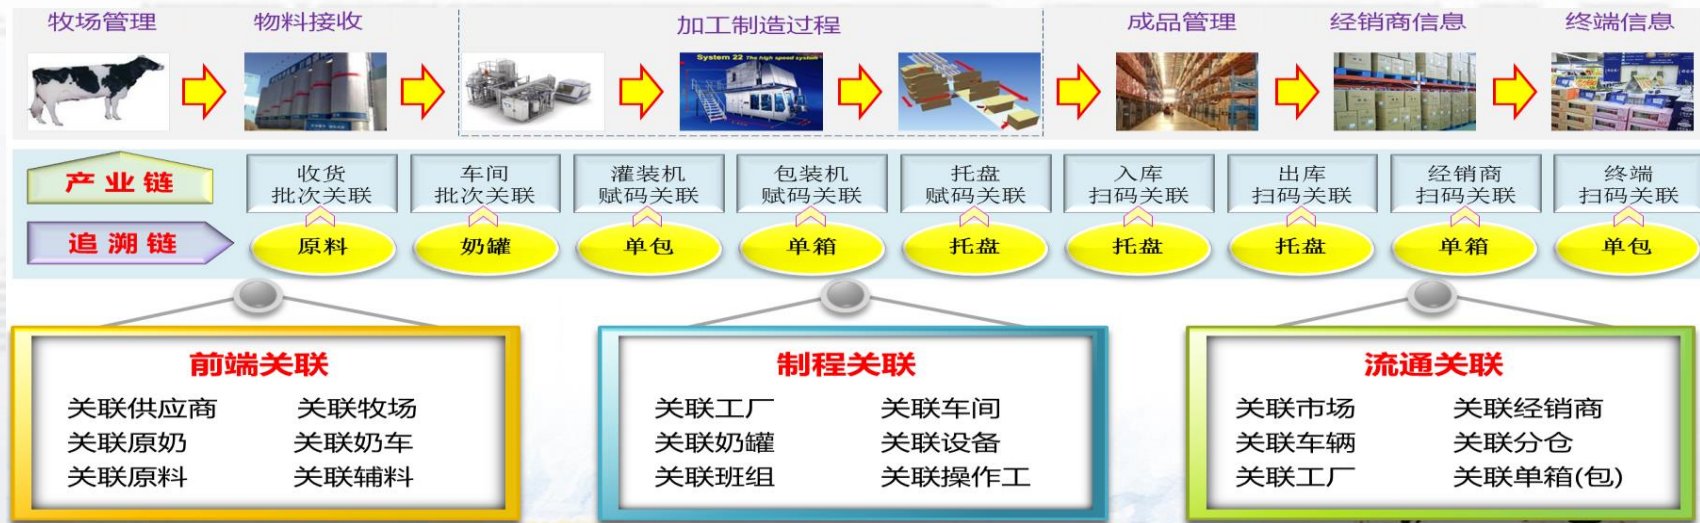 牧场管理
物料接收
加工制造过程
成品管理
经销商信息
终端信息
System 22 The high speed system
产业链
收货
批次关联
车间
批次关联
灌装机
赋码关联
包装机
赋码关联
托盘
赋码关联
入库
扫码关联
出库
扫码关联
经销商
扫码关联
终端
扫码关联
追溯链
原料
奶罐
单包
单箱
托盘
托盘
托盘
单箱
单包
前端关联
关联供应商 关联牧场
关联原奶 关联奶车
关联原料 关联辅料
制程关联
关联工厂 关联车间
关联奶罐 关联设备
关联班组 关联操作工
流通关联
关联市场 关联经销商
关联车辆 关联分仓
关联工厂 关联单箱(包)